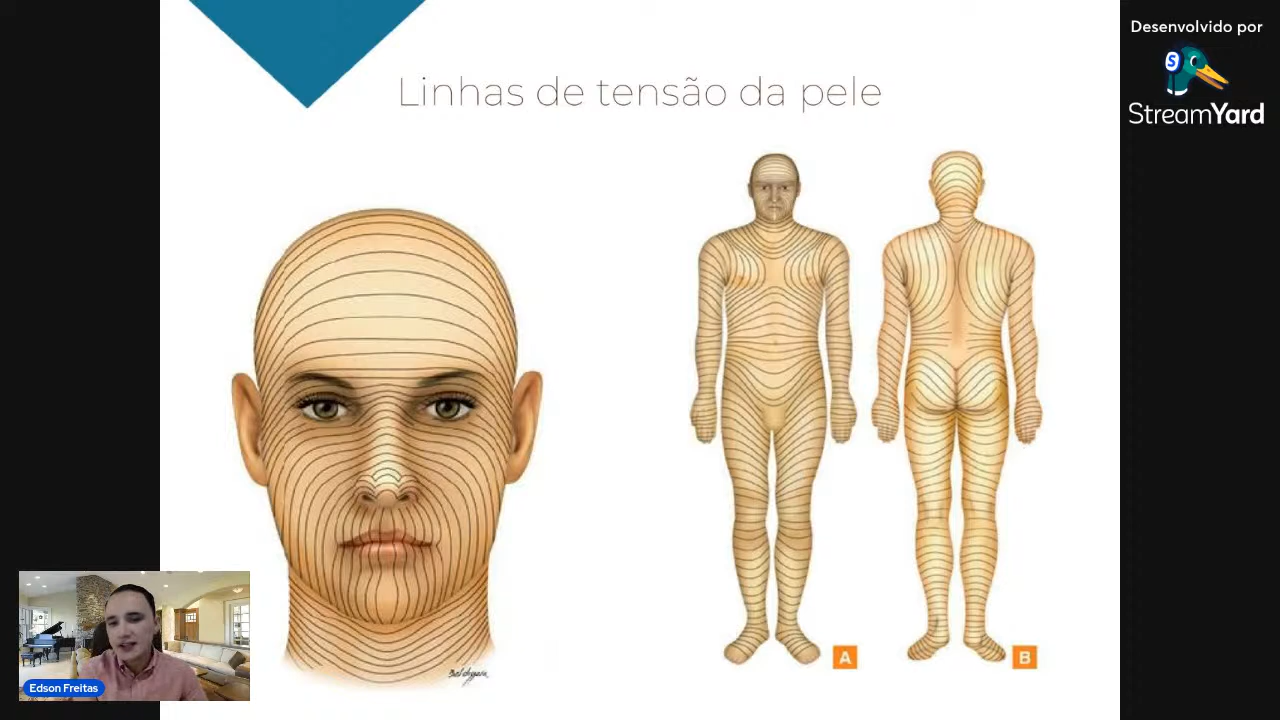 Desenvolvido por
StreamYard
Linhas de tensão da pele
A
B
Edson Freitas